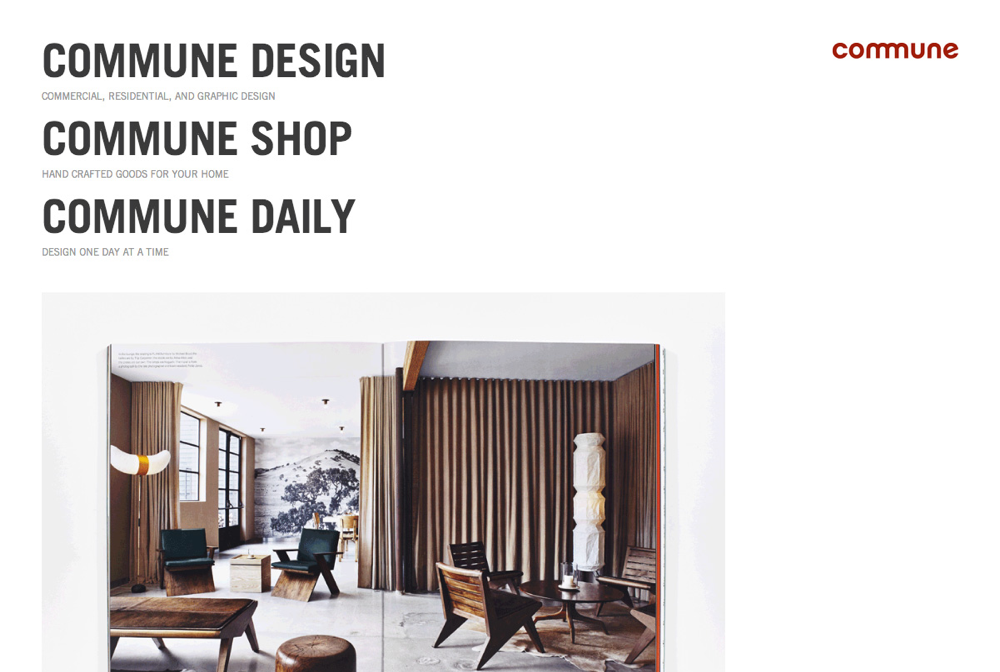 COMMUNE DESIGN
commune
COMMERCIAL, RESIDENTIAL, AND GRAPHIC DESIGN
COMMUNE SHOP
HAND CRAFTED GOODS FOR YOUR HOME
COMMUNE DAILY
DESIGN ONE DAY AT A TIME